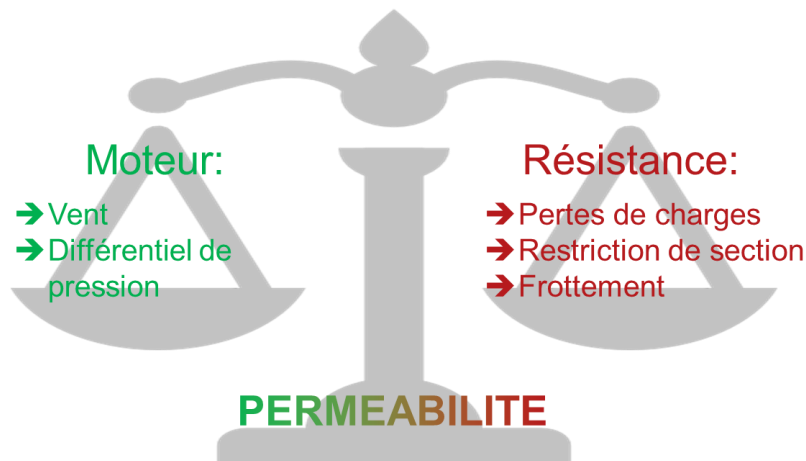 Moteur:
➔ Vent
➔ Différentiel de
pression
Résistance:
➔ Pertes de charges
➔ Restriction de section
➔ Frottement
PERMEABILITE